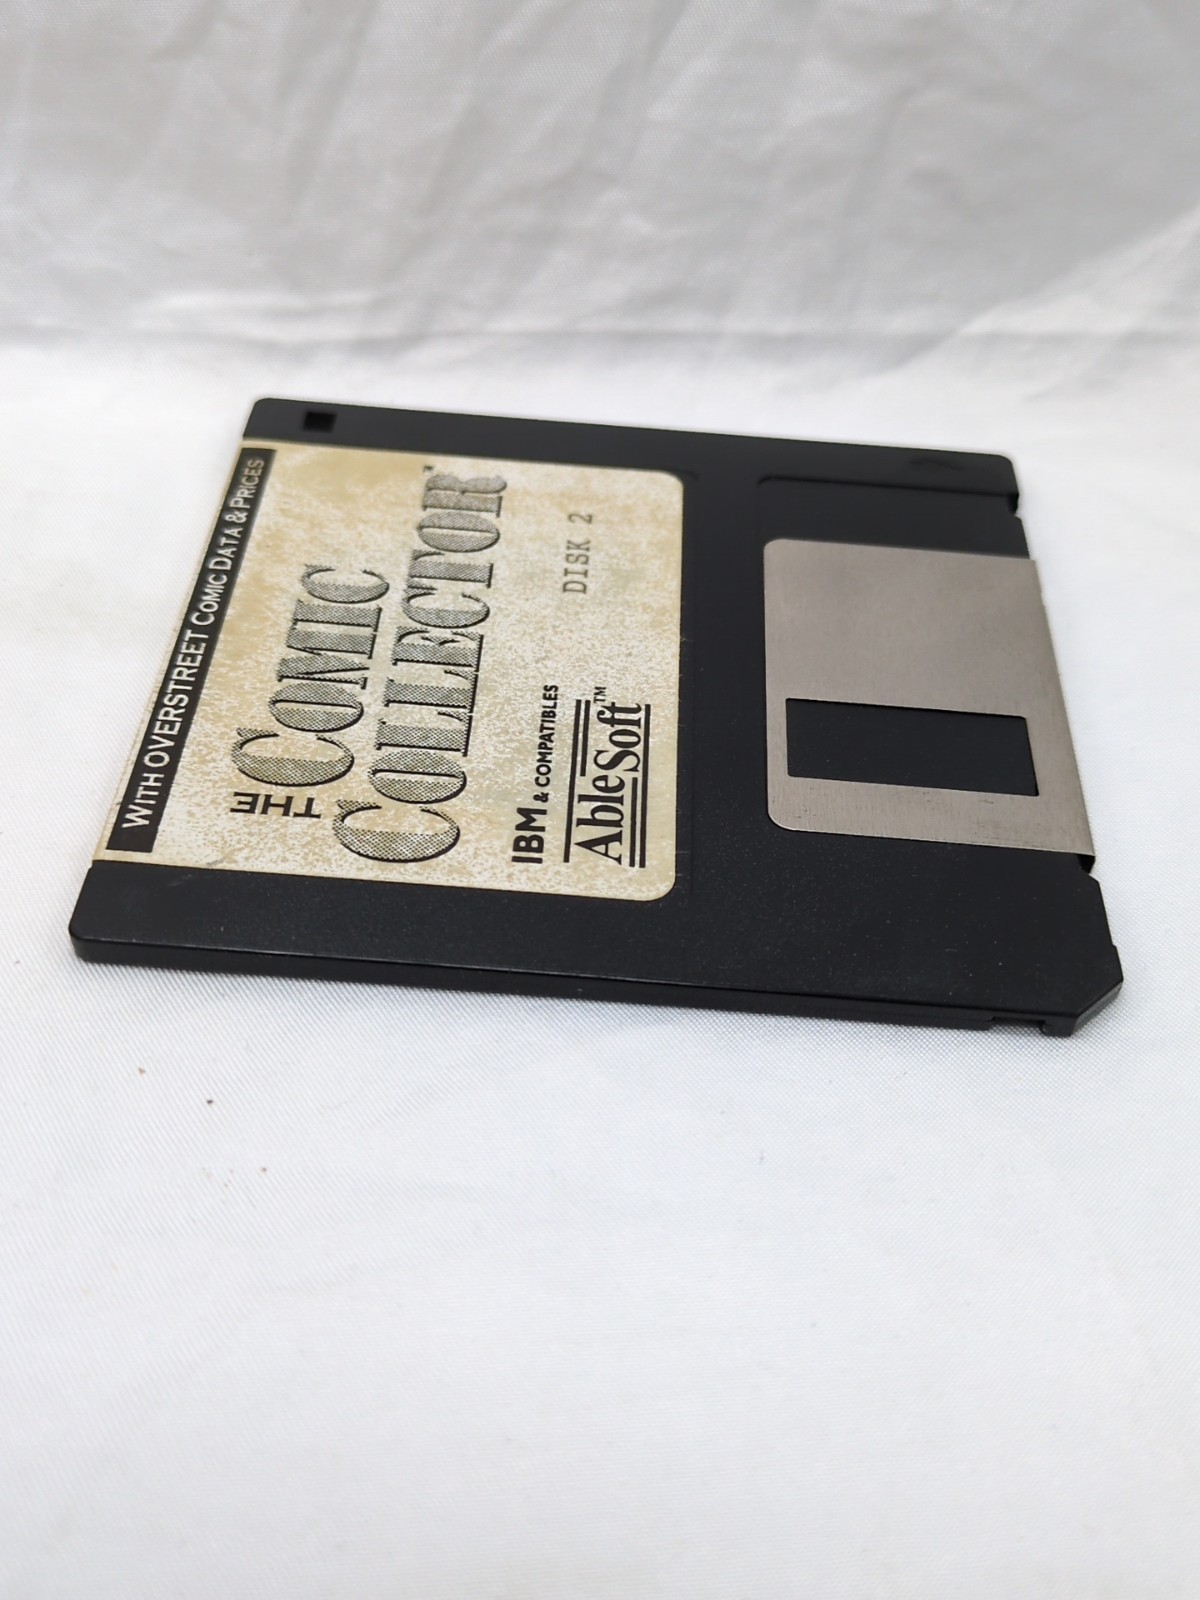 WITH OVERSTREET COMIC DATA & PRICES
THE
COMIC
COLLECTOR™
IBM & COMPATIBLES
DISK 2
AbleSoft™